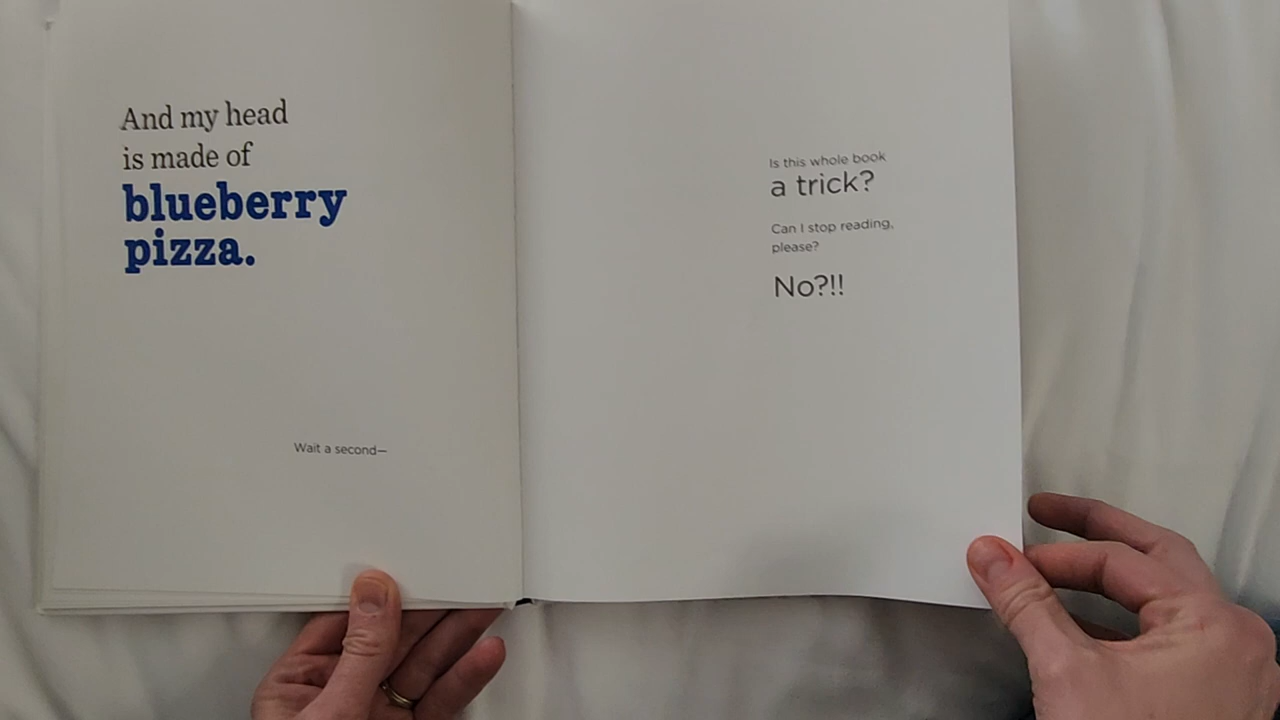 And my head
is made of
blueberry
pizza.
Wait a second—
Is this whole book
a trick?
Can I stop reading,
please?
No?!!